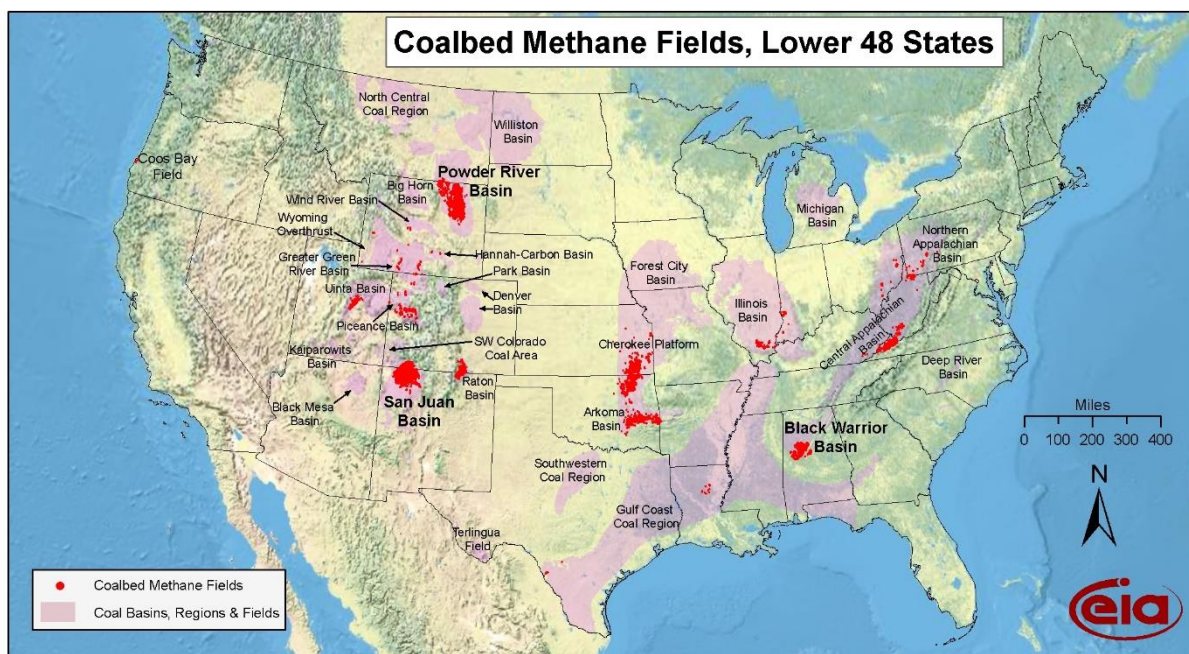 Coalbed Methane Fields, Lower 48 States
North Central
Coal Region
Williston
Basin
Coos Bay
Field
Powder River
Basin
Big Horn
Basin
Wind River Basin
Wyoming
Overthrust
Greater Green
River Basin
Hannah-Carbon Basin
Park Basin
Uinta Basin
Denver
Basin
Piceance Basin
SW Colorado
Coal Area
Kaiparowits
Basin
Black Mesa
Basin
San Juan
Basin
Raton
Basin
Michigan
Basin
Northern
Appalachian
Basin
Forest City
Basin
Illinois
Basin
Central Appalachian
Basin
Cherokee Platform
Deep River
Basin
Arkoma
Basin
Black Warrior
Basin
Southwestern
Coal Region
Gulf Coast
Coal Region
Terlingua
Field
Miles
0 100 200 300 400
N
Coalbed Methane Fields
Coal Basins, Regions & Fields
eia